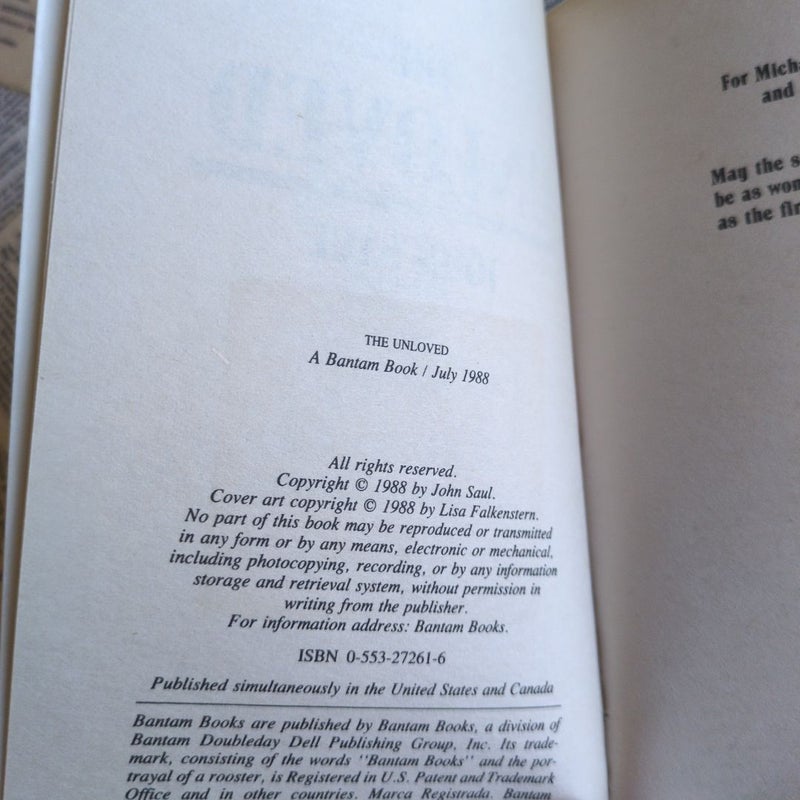 THE UNLOVED
A Bantam Book / July 1988
All rights reserved.
Copyright © 1988 by John Saul.
Cover art copyright © 1988 by Lisa Falkenstern.
No part of this book may be reproduced or transmitted
in any form or by any means, electronic or mechanical,
including photocopying, recording, or by any information
storage and retrieval system, without permission in
writing from the publisher.
For information address: Bantam Books.
ISBN 0-553-27261-6
Published simultaneously in the United States and Canada
Bantam Books are published by Bantam Books, a division of
Bantam Doubleday Dell Publishing Group, Inc. Its trade-
mark, consisting of the words "Bantam Books" and the por-
trayal of a rooster, is Registered in U.S. Patent and Trademark
Office and in other countries. Marca Registrada. Bantam
For Micha
and
May the s
be as won
as the fir